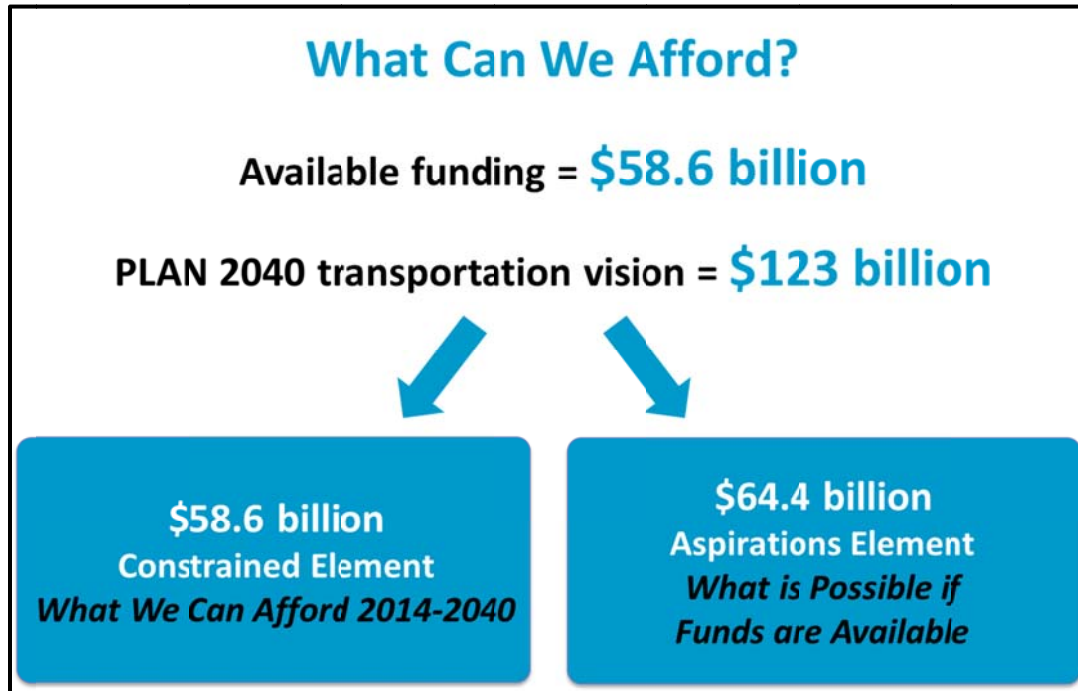 What Can We Afford?
Available funding = $58.6 billion
PLAN 2040 transportation vision = $123 billion
$58.6 billion
Constrained Element
What We Can Afford 2014-2040
$64.4 billion
Aspirations Element
What is Possible if
Funds are Available